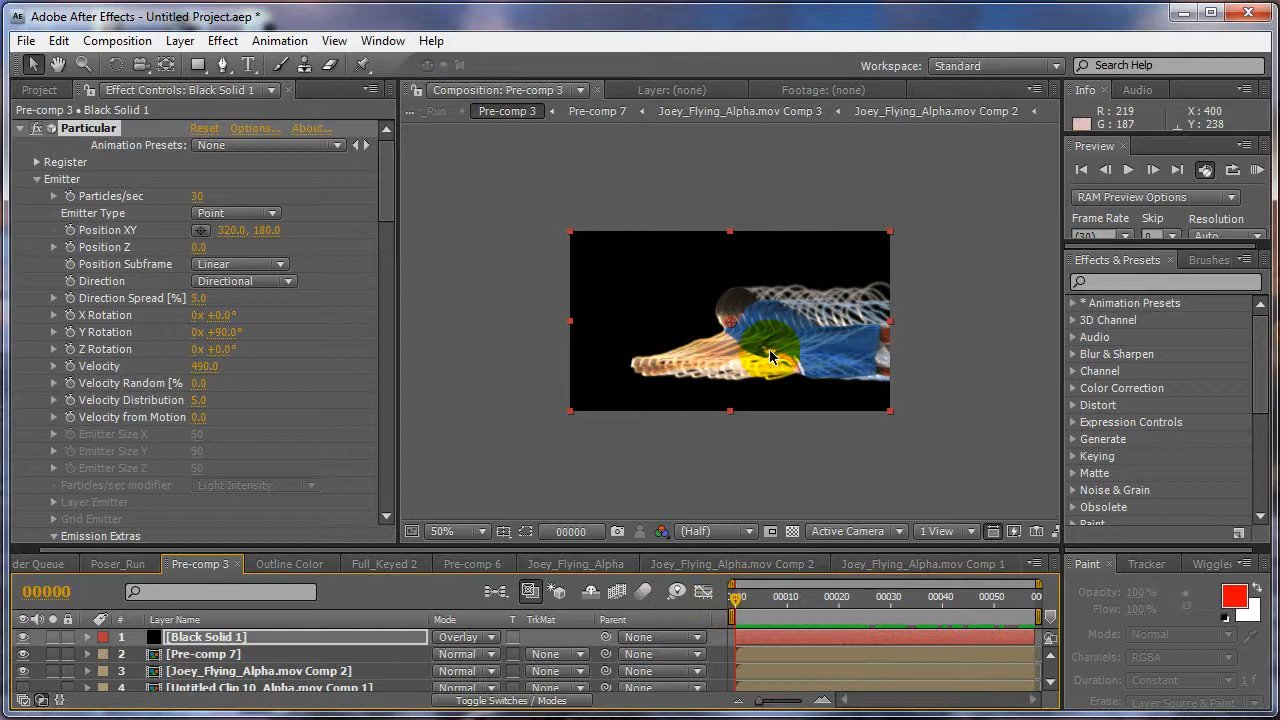 Adobe After Effects - Untitled Project.aep *
File Edit Composition Layer Effect Animation View Window Help
Workspace: Standard Search Help
Project Effect Controls: Black Solid 1 Composition: Pre-comp 3 Layer: (none) Footage: (none) Info Audio
Pre-comp 3 • Black Solid 1
... _Run Pre-comp 3 Pre-comp 7 Joey_Flying_Alpha.mov Comp 3 Joey_Flying_Alpha.mov Comp 2
R: 219 X: 400
G: 187 Y: 238
Particular Reset Options... About...
Animation Presets: None
Preview
Register
Emitter
Particles/sec 30
RAM Preview Options
Emitter Type Point
Frame Rate Skip Resolution
Position XY 320.0, 180.0
(30) 0 Auto
Position Z 0.0
Position Subframe Linear
Effects & Presets Brushes
Direction Directional
Direction Spread [%] 5.0
X Rotation 0x +0.0°
Y Rotation 0x +90.0°
Z Rotation 0x +0.0°
Velocity 490.0
Velocity Random [% 0.0
Velocity Distribution 5.0
Velocity from Motion 0.0
Emitter Size X 50
Emitter Size Y 50
Emitter Size Z 50
Particles/sec modifier Light Intensity
Layer Emitter
Grid Emitter
Emission Extras
* Animation Presets
3D Channel
Audio
Blur & Sharpen
Channel
Color Correction
Distort
Expression Controls
Generate
Keying
Matte
Noise & Grain
Obsolete
Paint
50% 00000 (Half) Active Camera 1 View
der Queue Poser_Run Pre-comp 3 Outline Color Full_Keyed 2 Pre-comp 6 Joey_Flying_Alpha Joey_Flying_Alpha.mov Comp 2 Joey_Flying_Alpha.mov Comp 1
Paint Tracker Wiggler
00000
00010 00020 00030 00040 00050 00
Opacity: 100 %
Flow: 100 %
13
# Layer Name Mode T TrkMat Parent
1 [Black Solid 1] Overlay None
2 [Pre-comp 7] Normal None None
3 [Joey_Flying_Alpha.mov Comp 2] Normal None None
4 [Untitled Clip 10_Alpha.mov Comp 1] Normal None None
Toggle Switches / Modes
Mode: Normal
Channels: RGBA
Duration: Constant 1 f
Erase: Layer Source & Paint